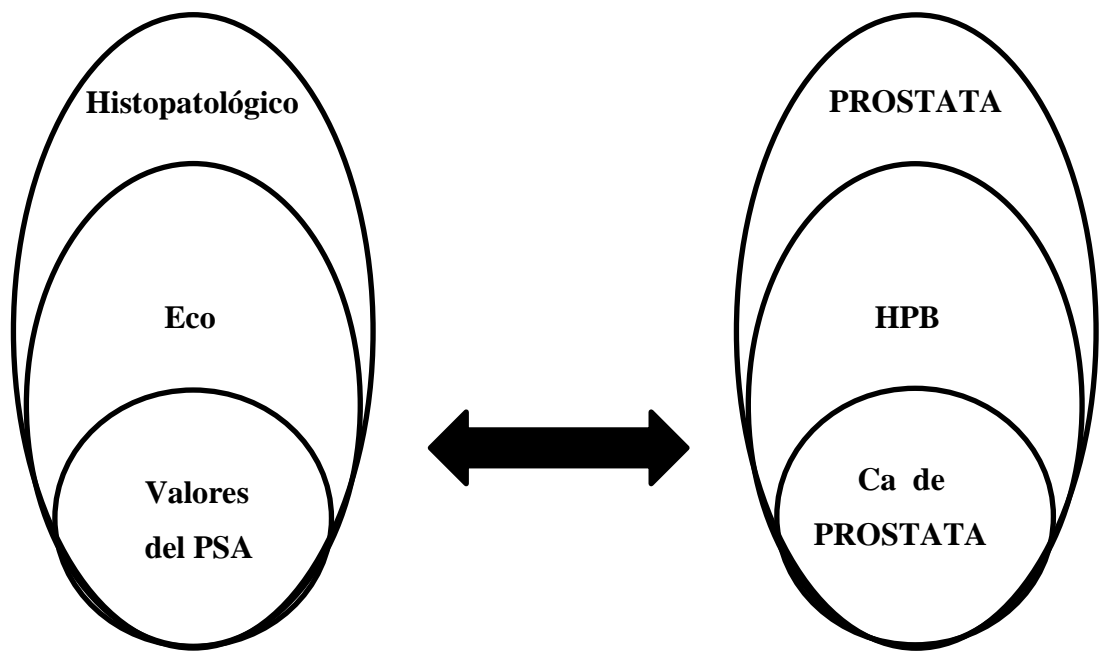 Histopatológico
Eco
Valores
del PSA
PROSTATA
HPB
Ca de
PROSTATA